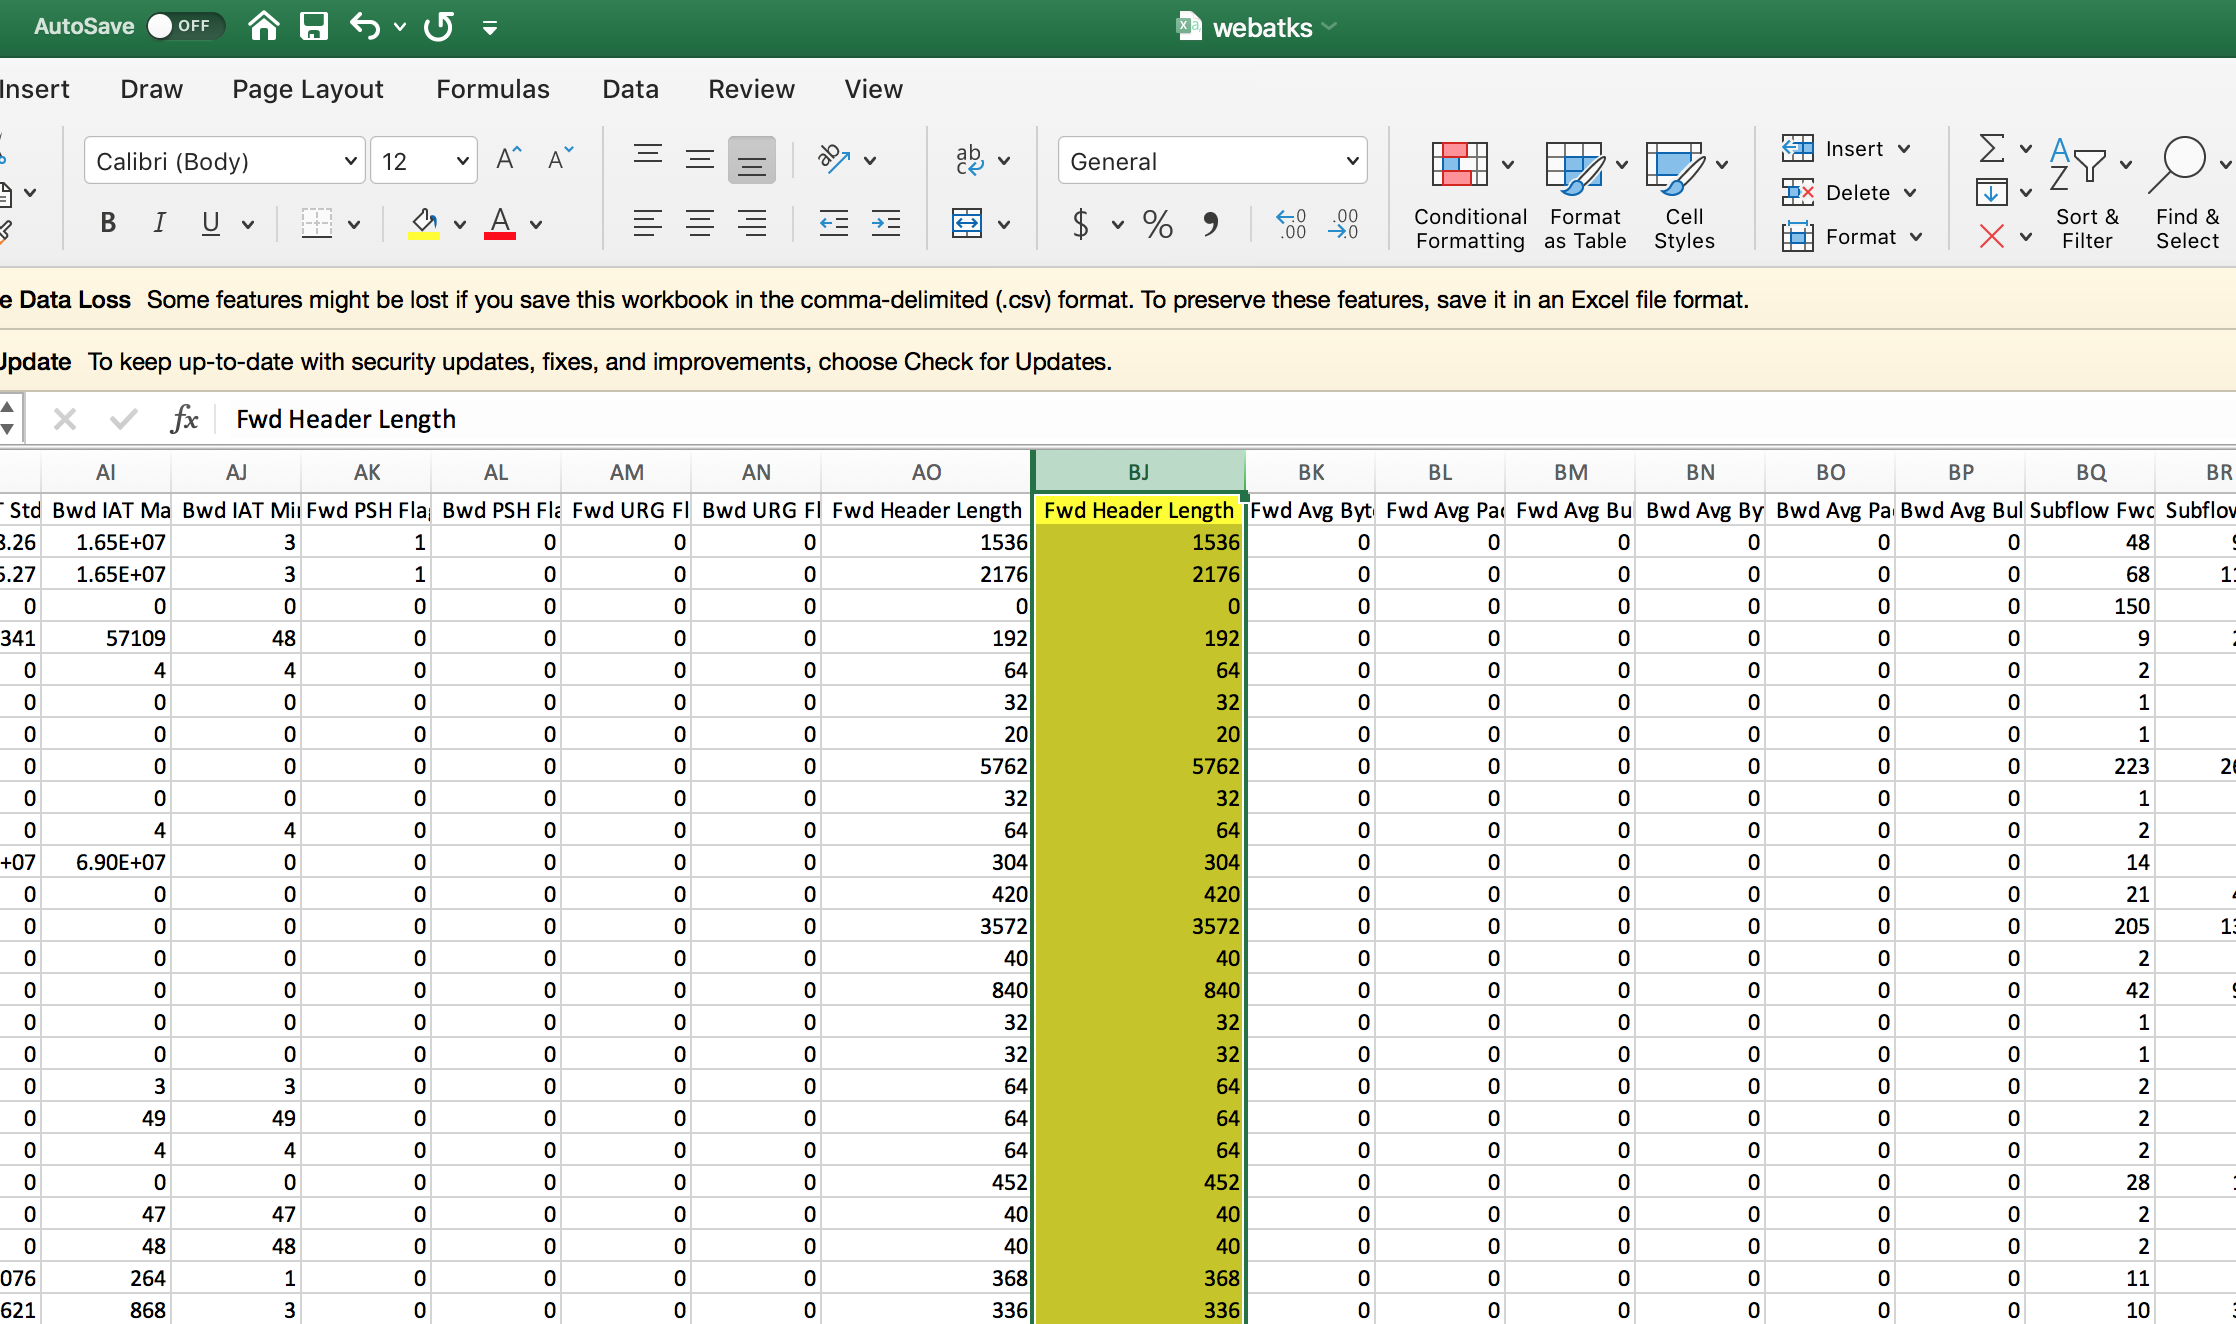 AutoSave OFF webatks
Insert Draw Page Layout Formulas Data Review View
Calibri (Body) 12 A A ab ab c General Insert Σ A Z
Delete
B I U A $ % , .0 .00 .00 .0 Conditional Formatting Format as Table Cell Styles Format Sort & Filter Find & Select
e Data Loss Some features might be lost if you save this workbook in the comma-delimited (.csv) format. To preserve these features, save it in an Excel file format.
Update To keep up-to-date with security updates, fixes, and improvements, choose Check for Updates.
fx Fwd Header Length
AI AJ AK AL AM AN AO BJ BK BL BM BN BO BP BQ BR
Std Bwd IAT Ma Bwd IAT Mi Fwd PSH Fla Bwd PSH Fla Fwd URG Fl Bwd URG Fl Fwd Header Length Fwd Header Length Fwd Avg Byt Fwd Avg Pac Fwd Avg Bu Bwd Avg By Bwd Avg Pa Bwd Avg Bul Subflow Fwd Subflow
3.26 1.65E+07 3 1 0 0 0 1536 1536 0 0 0 0 0 0 48
5.27 1.65E+07 3 1 0 0 0 2176 2176 0 0 0 0 0 0 68 11
0 0 0 0 0 0 0 0 0 0 0 0 0 0 0 150
341 57109 48 0 0 0 0 192 192 0 0 0 0 0 0 9
0 4 4 0 0 0 0 64 64 0 0 0 0 0 0 2
0 0 0 0 0 0 0 32 32 0 0 0 0 0 0 1
0 0 0 0 0 0 0 20 20 0 0 0 0 0 0 1
0 0 0 0 0 0 0 5762 5762 0 0 0 0 0 0 223 26
0 0 0 0 0 0 0 32 32 0 0 0 0 0 0 1
0 4 4 0 0 0 0 64 64 0 0 0 0 0 0 2
+07 6.90E+07 0 0 0 0 0 304 304 0 0 0 0 0 0 14
0 0 0 0 0 0 0 420 420 0 0 0 0 0 0 21
0 0 0 0 0 0 0 3572 3572 0 0 0 0 0 0 205 13
0 0 0 0 0 0 0 40 40 0 0 0 0 0 0 2
0 0 0 0 0 0 0 840 840 0 0 0 0 0 0 42
0 0 0 0 0 0 0 32 32 0 0 0 0 0 0 1
0 0 0 0 0 0 0 32 32 0 0 0 0 0 0 1
0 3 3 0 0 0 0 64 64 0 0 0 0 0 0 2
0 49 49 0 0 0 0 64 64 0 0 0 0 0 0 2
0 4 4 0 0 0 0 64 64 0 0 0 0 0 0 2
0 0 0 0 0 0 0 452 452 0 0 0 0 0 0 28
0 47 47 0 0 0 0 40 40 0 0 0 0 0 0 2
0 48 48 0 0 0 0 40 40 0 0 0 0 0 0 2
076 264 1 0 0 0 0 368 368 0 0 0 0 0 0 11
621 868 3 0 0 0 0 336 336 0 0 0 0 0 0 10